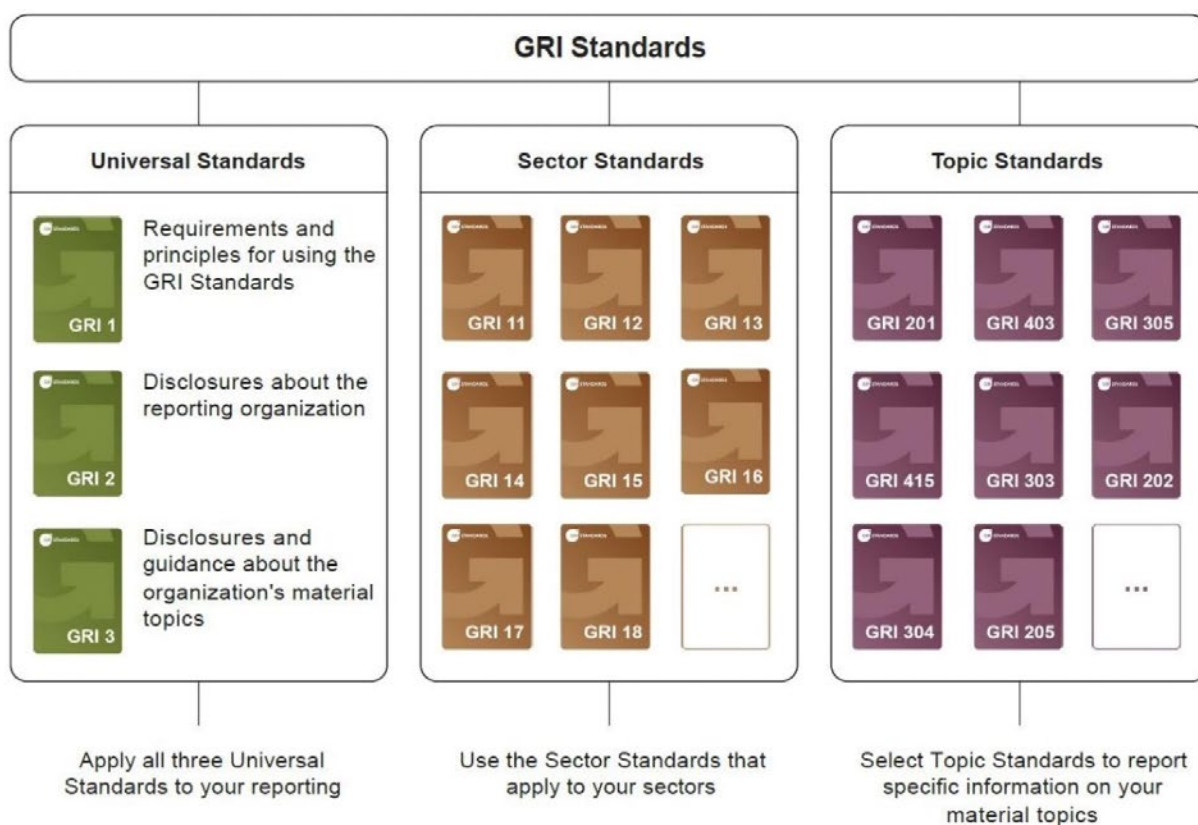 GRI Standards
Universal Standards
GRI 1
Requirements and
principles for using the
GRI Standards
GRI 2
Disclosures about the
reporting organization
GRI 3
Disclosures and
guidance about the
organization's material
topics
Apply all three Universal
Standards to your reporting
Sector Standards
GRI 11
GRI 12
GRI 13
GRI 14
GRI 15
GRI 16
GRI 17
GRI 18
...
Use the Sector Standards that
apply to your sectors
Topic Standards
GRI 201
GRI 403
GRI 305
GRI 415
GRI 303
GRI 202
GRI 304
GRI 205
...
Select Topic Standards to report
specific information on your
material topics